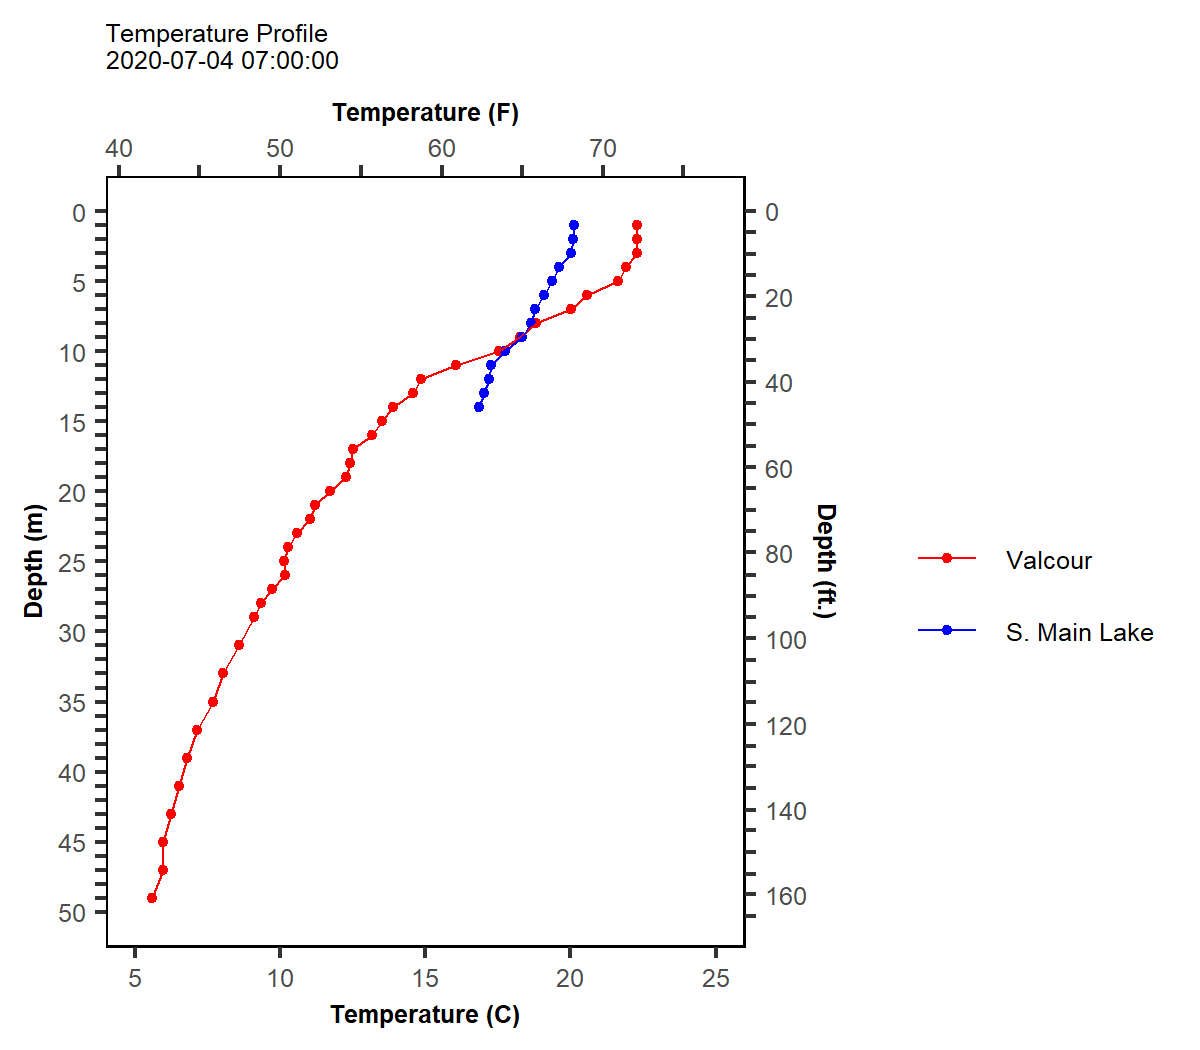 Temperature Profile
2020-07-04 07:00:00
Temperature (F)
40 50 60 70
0
5
10
15
20
25
30
35
40
45
50
Depth (m)
0
20
40
60
80
100
120
140
160
Depth (ft.)
Valcour
S. Main Lake
5 10 15 20 25
Temperature (C)